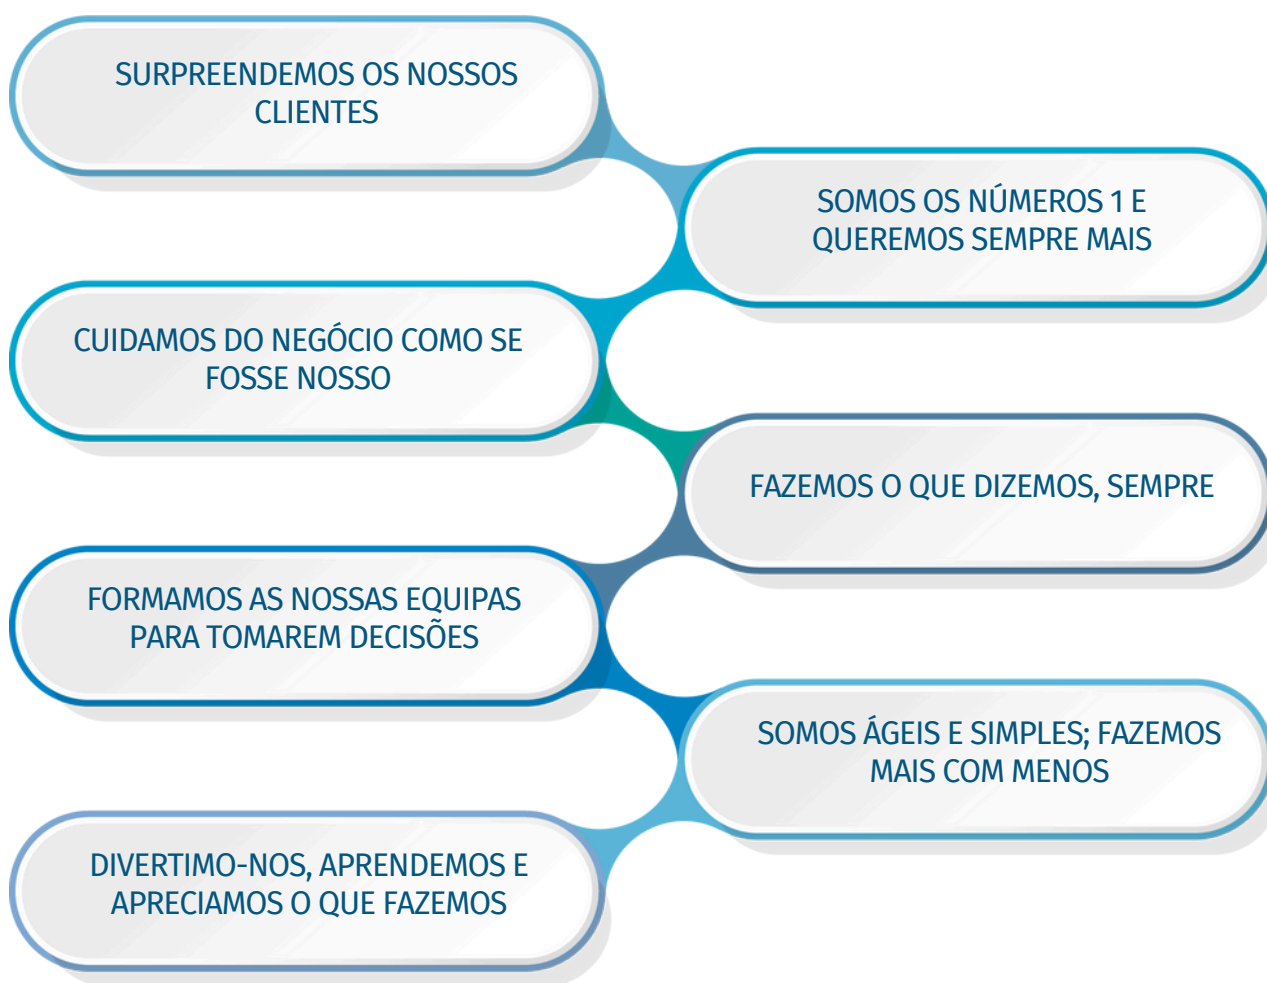 SURPREENDEMOS OS NOSSOS
CLIENTES
SOMOS OS NÚMEROS 1 E
QUEREMOS SEMPRE MAIS
CUIDAMOS DO NEGÓCIO COMO SE
FOSSE NOSSO
FAZEMOS O QUE DIZEMOS, SEMPRE
FORMAMOS AS NOSSAS EQUIPAS
PARA TOMAREM DECISÕES
SOMOS ÁGEIS E SIMPLES; FAZEMOS
MAIS COM MENOS
DIVERTIMO-NOS, APRENDEMOS E
APRECIAMOS O QUE FAZEMOS